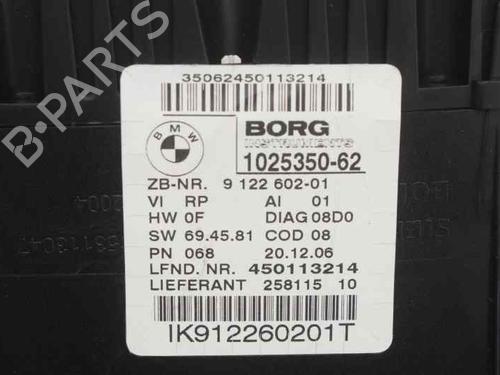 35062450113214
BMW
BORG
INSTRUMENTS
1025350-62
ZB-NR. 9 122 602-01
VI RP AI 01
HW 0F DIAG 08D0
SW 69.45.81 COD 08
PN 068 20.12.06
LFND. NR. 450113214
LIEFERANT 258115 10
IK912260201T
B-PARTS